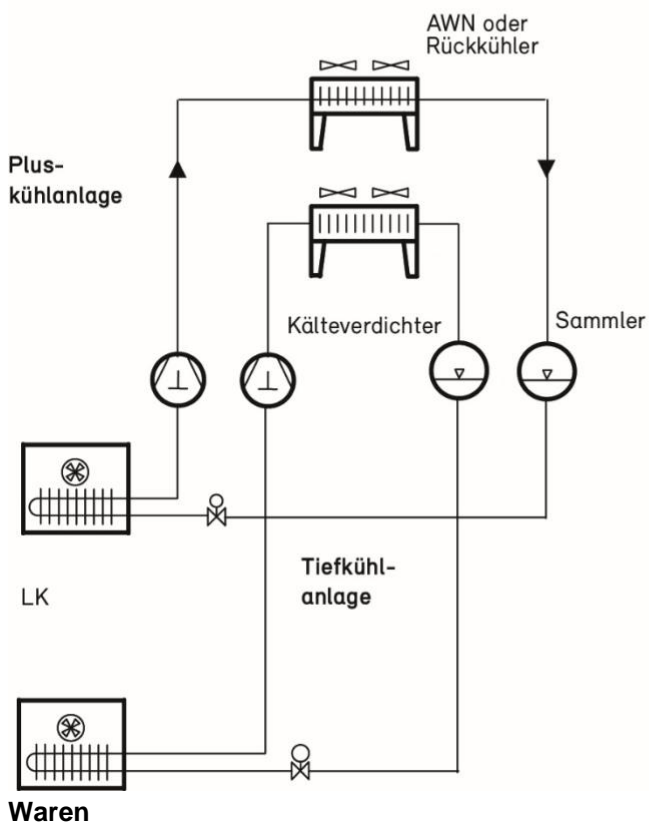 AWN oder
Rückkühler
Plus-
kühlanlage
Kälteverdichter
Sammler
Tiefkühl-
anlage
LK
Waren